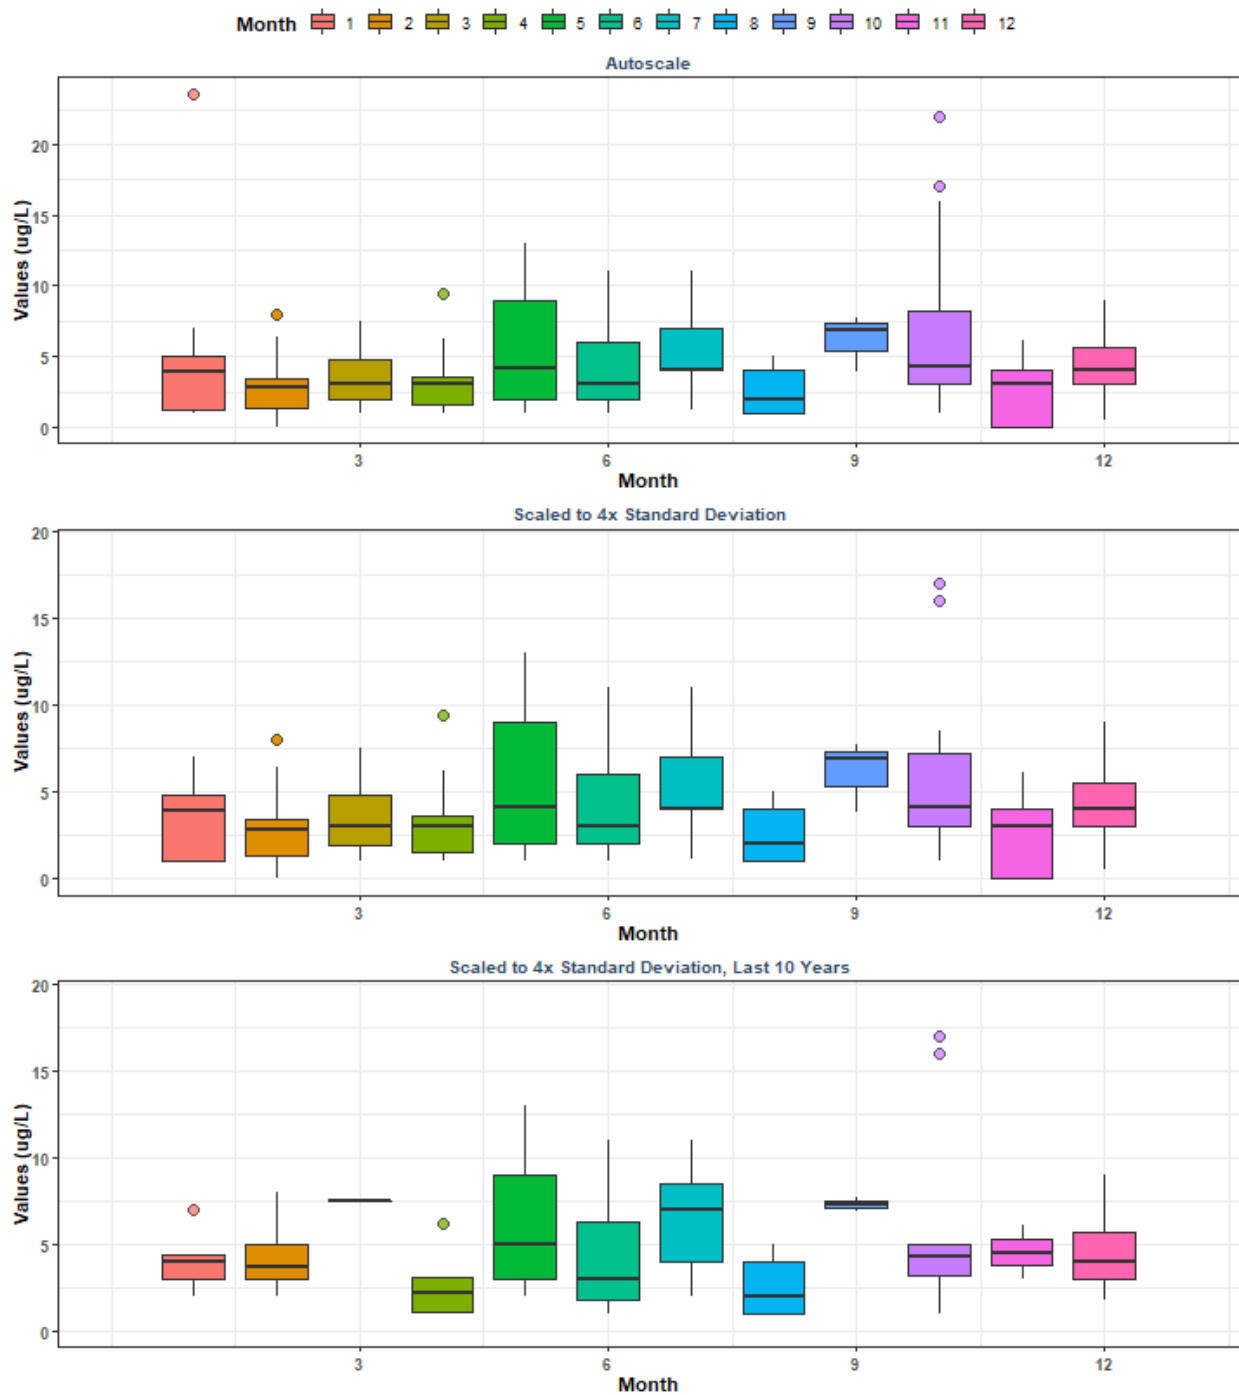 Month 1 2 3 4 5 6 7 8 9 10 11 12
Autoscale
Values (ug/L)
20
15
10
5
0
3 6 9 12
Month
Scaled to 4x Standard Deviation
Values (ug/L)
20
15
10
5
0
3 6 9 12
Month
Scaled to 4x Standard Deviation, Last 10 Years
Values (ug/L)
20
15
10
5
0
3 6 9 12
Month